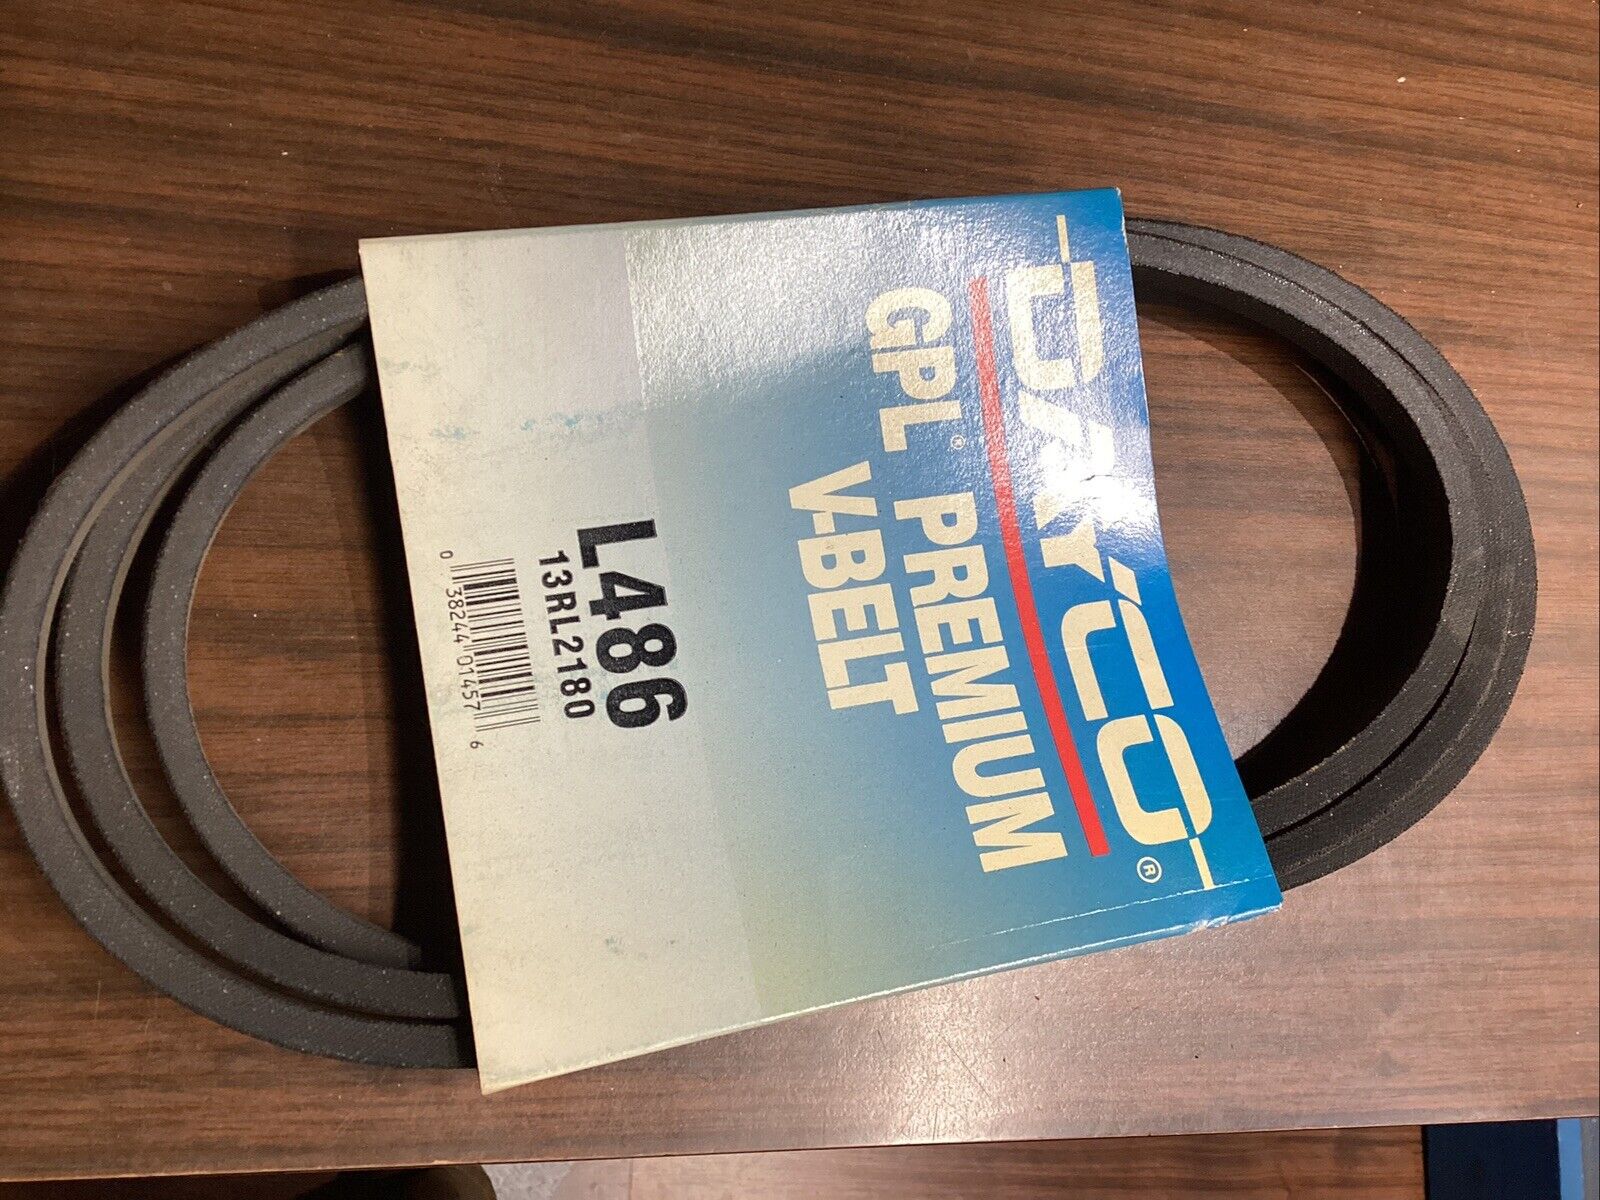 DAYCO®
GPL® PREMIUM
V-BELT
L486
13RL2180
0 38244 01457 6